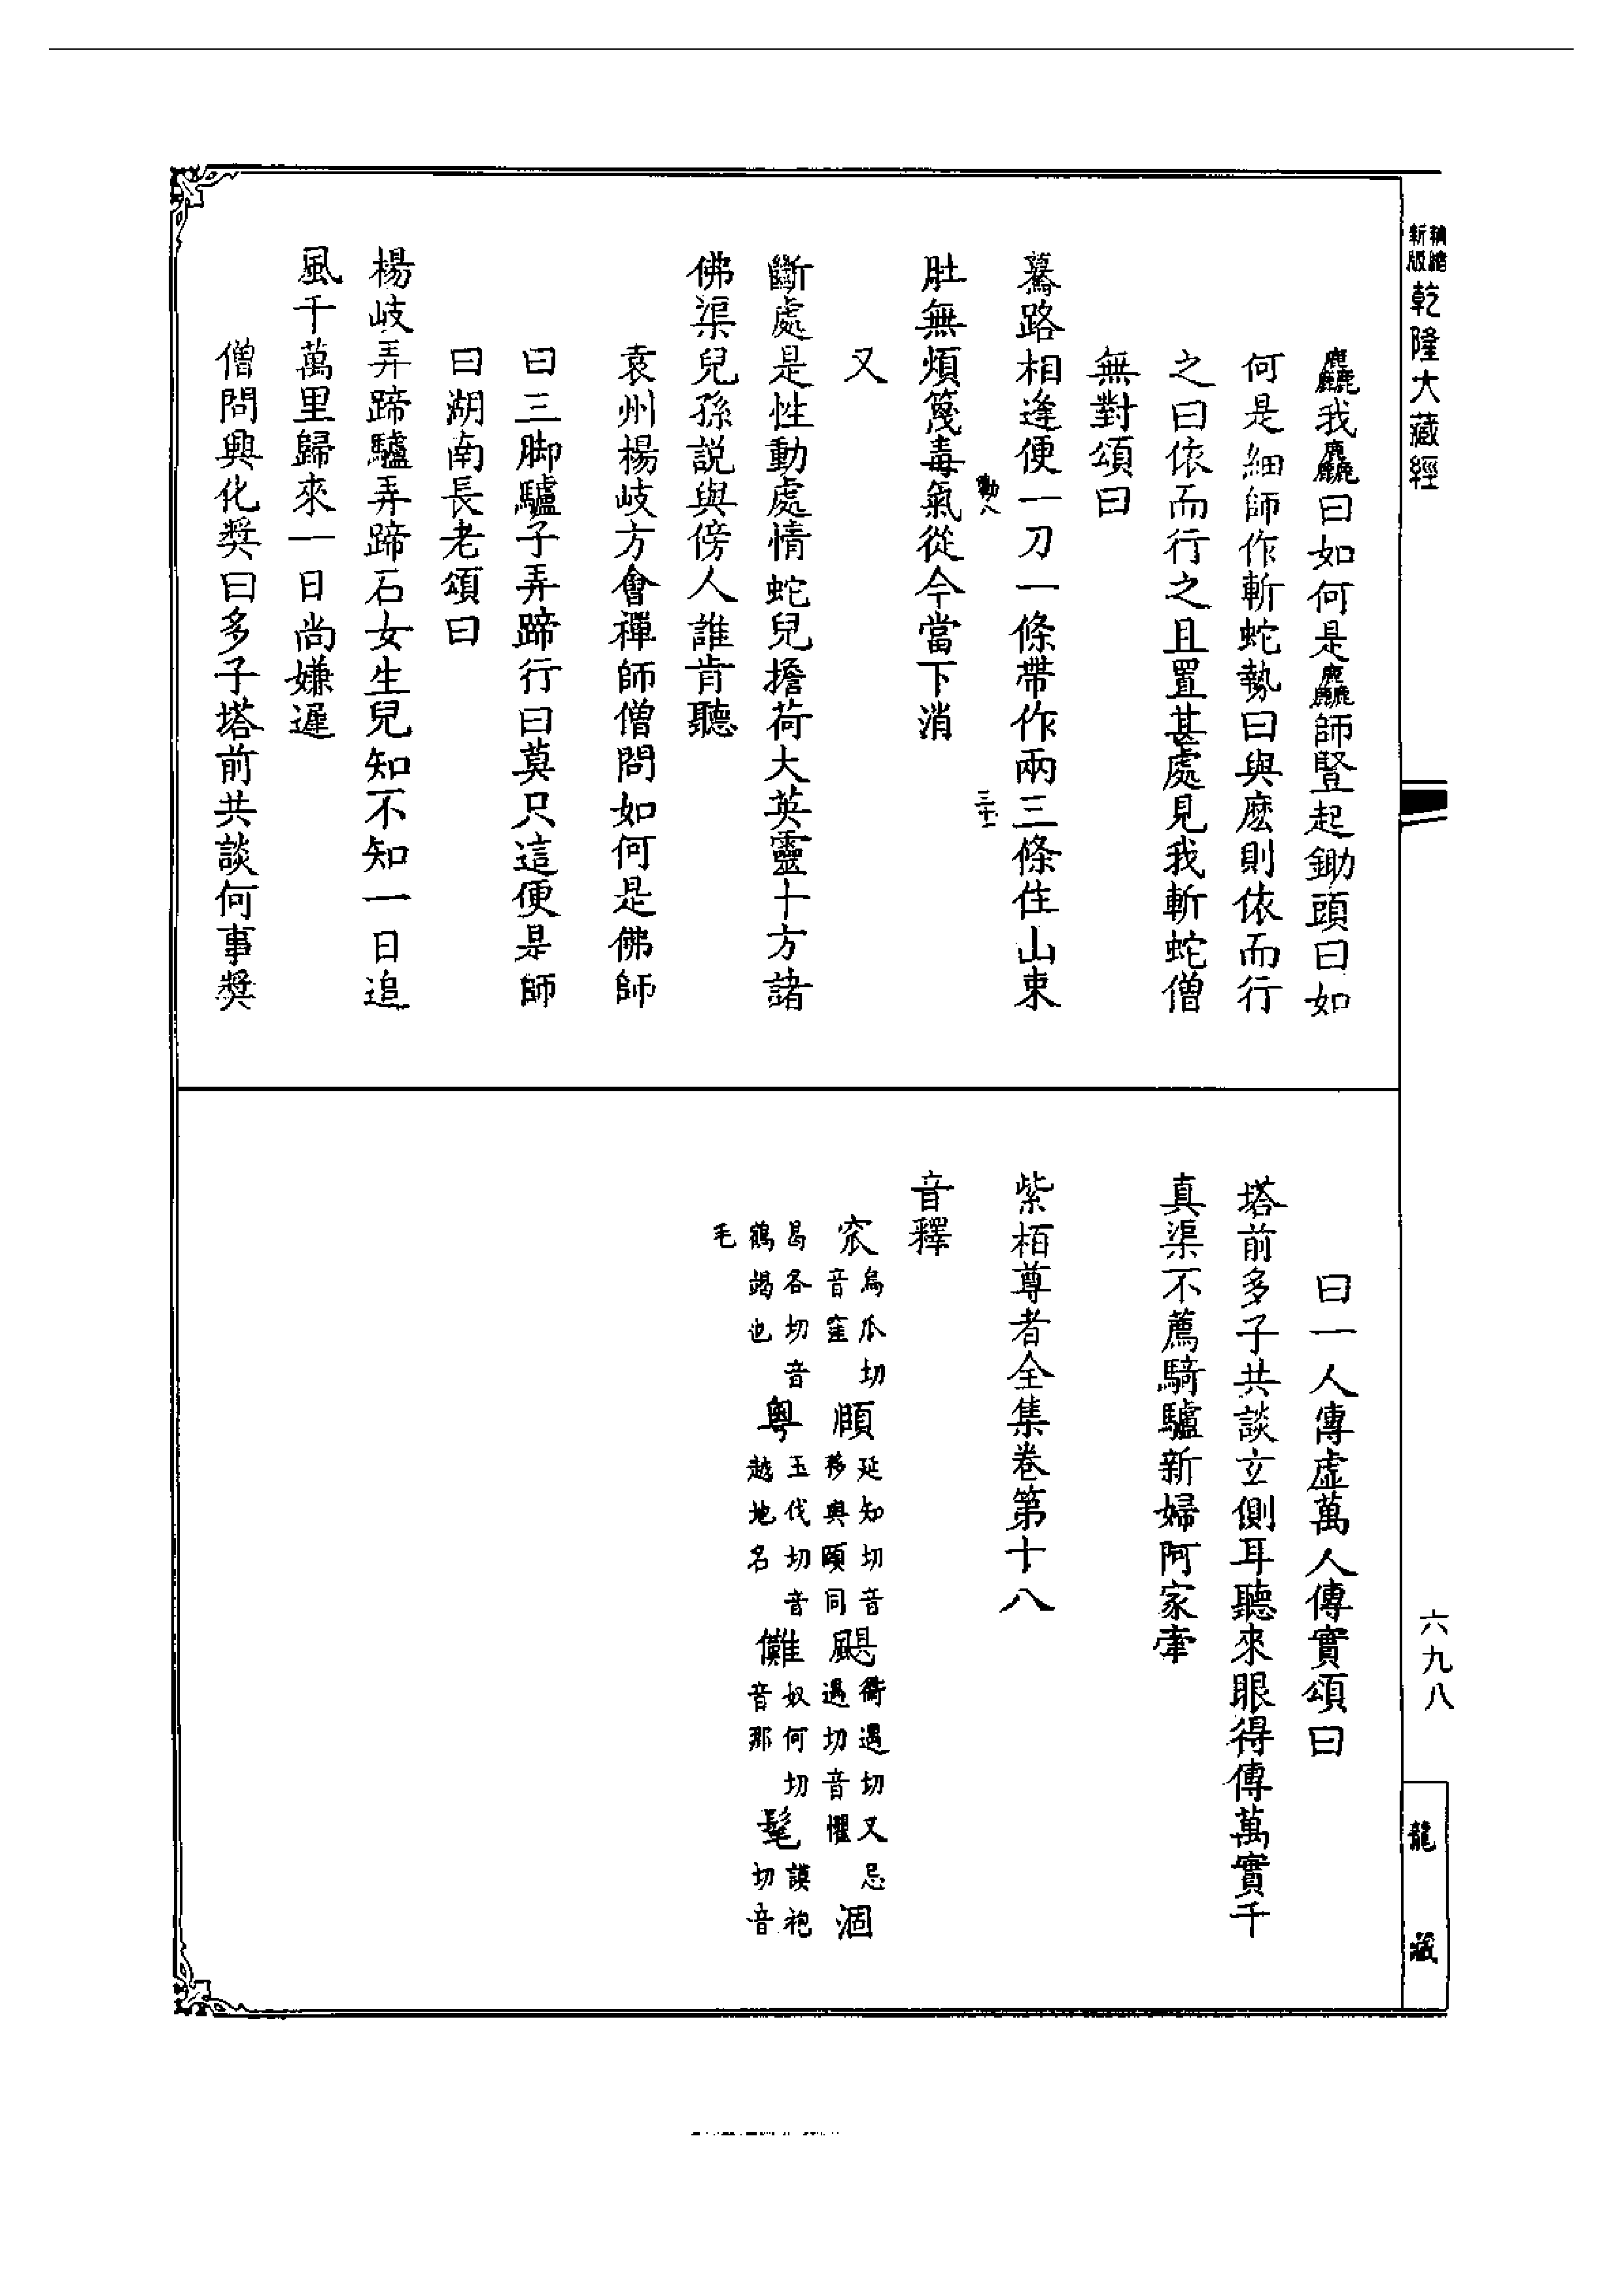 新版
乾隆大藏經
麤我麤曰如何是麤師豎起鋤頭曰如
何是細師作斬蛇勢曰與麽則依而行
之曰依而行之且置甚處見我斬蛇僧
無對頌曰
驀路相逢便一刀一條帶作兩三條住山束
肚無煩篾毒氣從今當下消
又
斷處是性動處情蛇兒擔荷大英靈十方諸
佛渠兒孫説與傍人誰肯聽
袁州楊岐方會禪師僧問如何是佛師
曰三脚驢子弄蹄行曰莫只這便是師
曰湖南長老頌曰
楊岐弄蹄驢弄蹄石女生兒知不知一日追
風千萬里歸來一日尚嫌遲
僧問興化奬曰多子塔前共談何事奬
曰一人傳虚萬人傳實頌曰
塔前多子共談立側耳聽來眼得傳萬實千
真渠不薦騎驢新婦阿家牽
紫栢尊者全集卷第十八
音釋
窊烏瓜切音窪 頤延知切音移與頤同 颶衢遇切又忌遇切音懼 涸
曷各切音鶴竭也 粤玉伐切音越地名 儺奴何切音那 髦謨袍切音
毛
六九八
龍藏